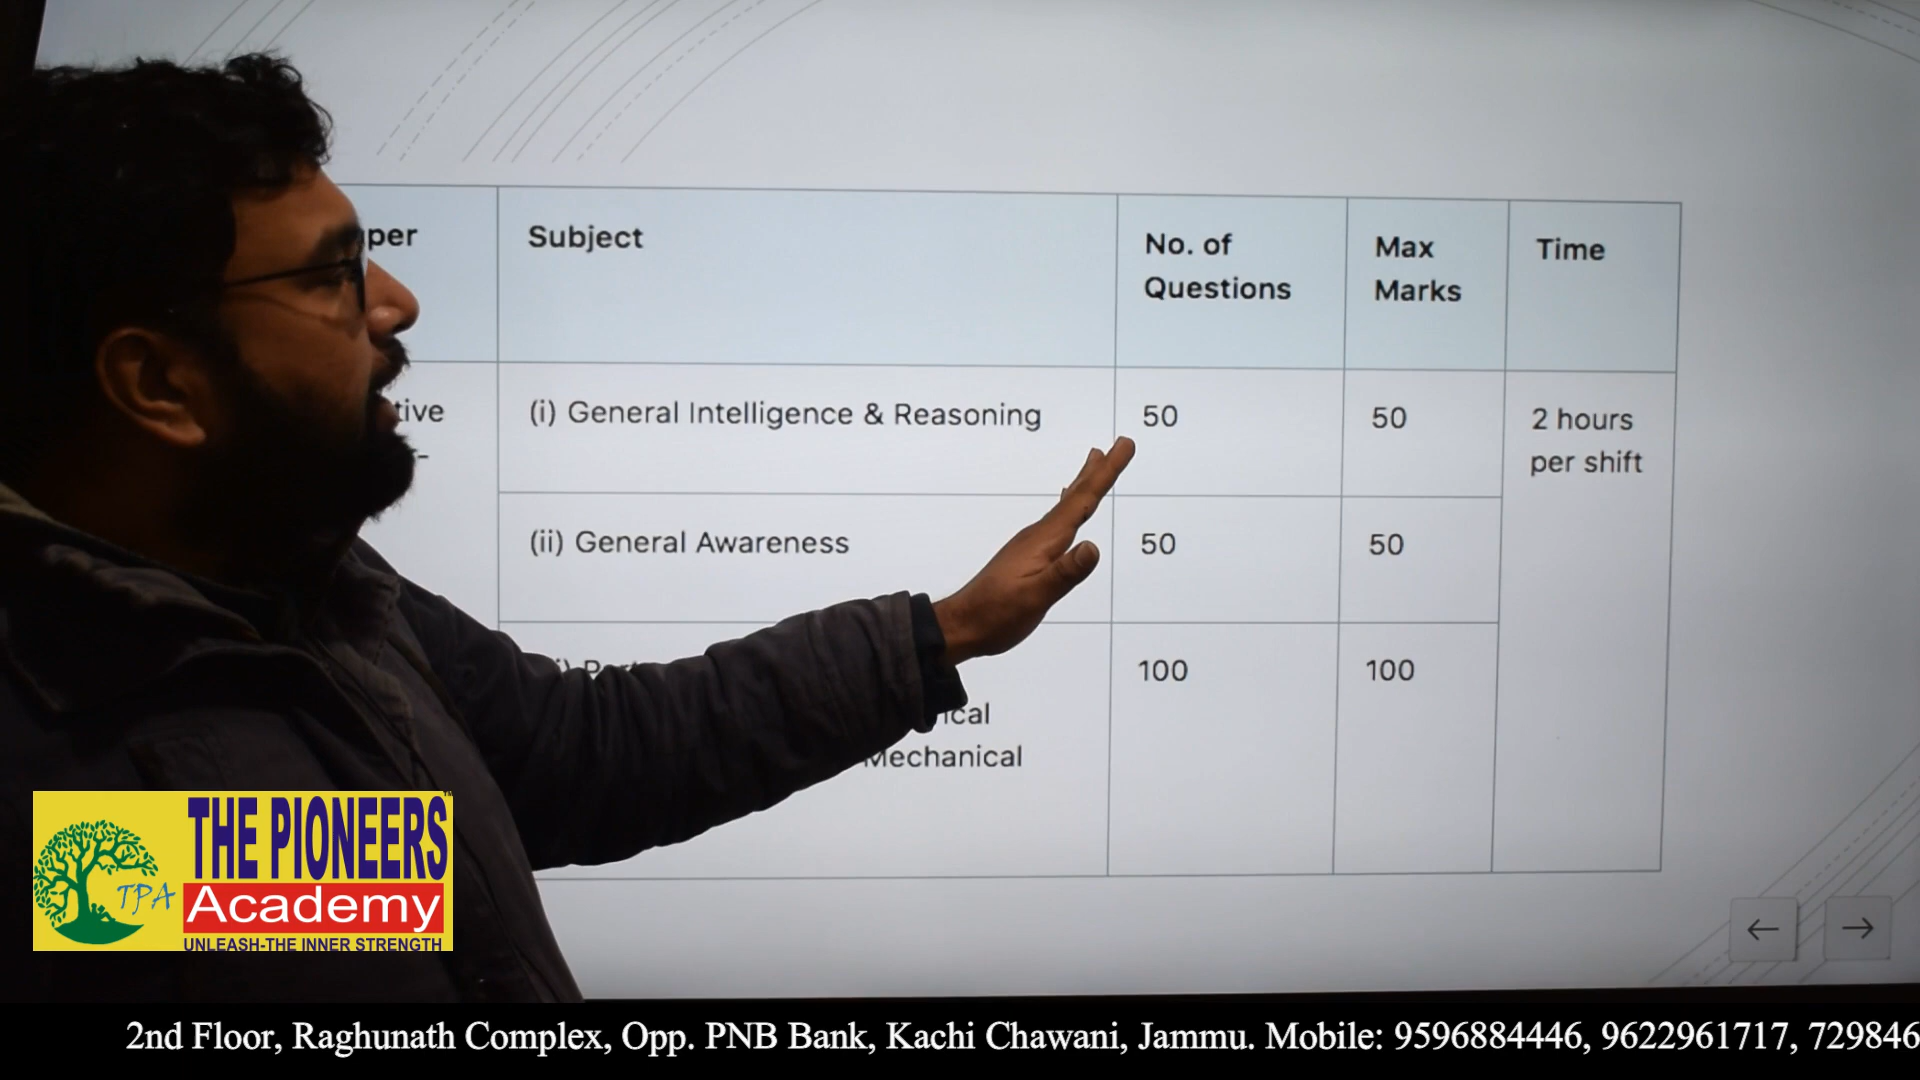 per
Subject
No. of
Questions
Max
Marks
Time
tive
-
(i) General Intelligence & Reasoning
50
50
2 hours
per shift
(ii) General Awareness
50
50
100
100
ical
Mechanical
THE PIONEERS
TPA
Academy
UNLEASH-THE INNER STRENGTH
2nd Floor, Raghunath Complex, Opp. PNB Bank, Kachi Chawani, Jammu. Mobile: 9596884446, 9622961717, 729846